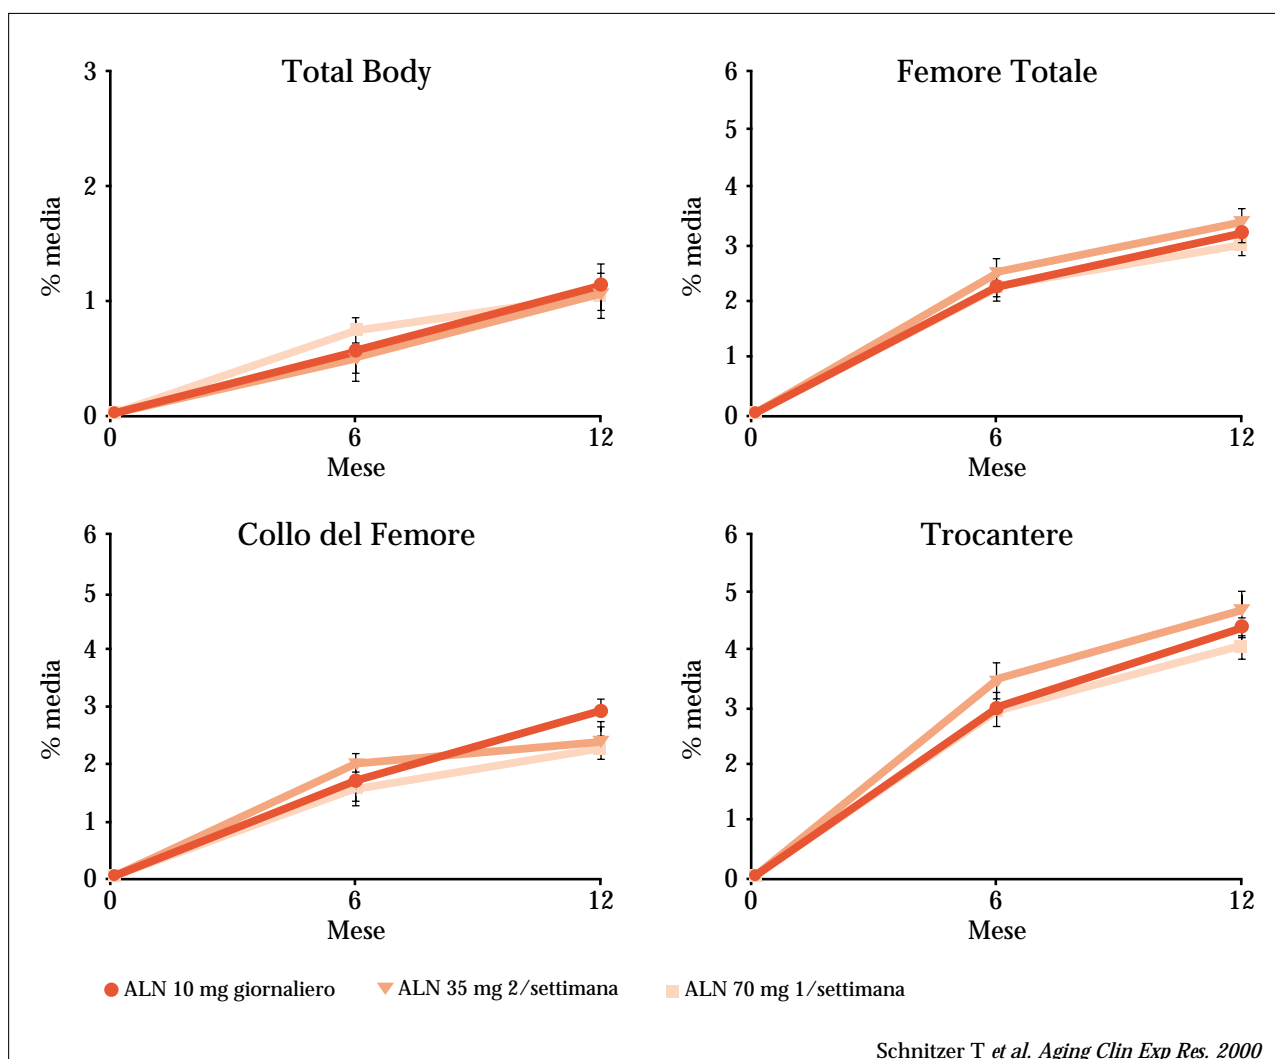 Total Body
3
2
1
0
% media
0 6 12
Mese
Femore Totale
6
5
4
3
2
1
0
% media
0 6 12
Mese
Collo del Femore
6
5
4
3
2
1
0
% media
0 6 12
Mese
Trocantere
6
5
4
3
2
1
0
% media
0 6 12
Mese
ALN 10 mg giornaliero ALN 35 mg 2/settimana ALN 70 mg 1/settimana
Schnitzer T et al. Aging Clin Exp Res. 2000